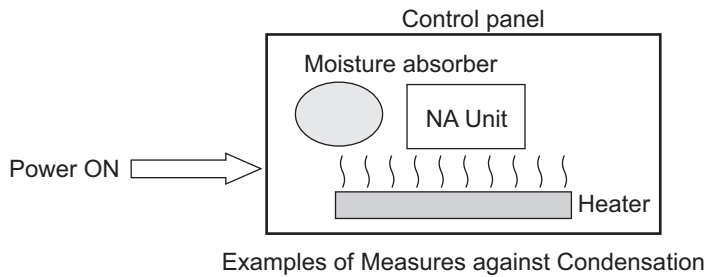 Control panel
Moisture absorber
NA Unit
Power ON
Heater
Examples of Measures against Condensation